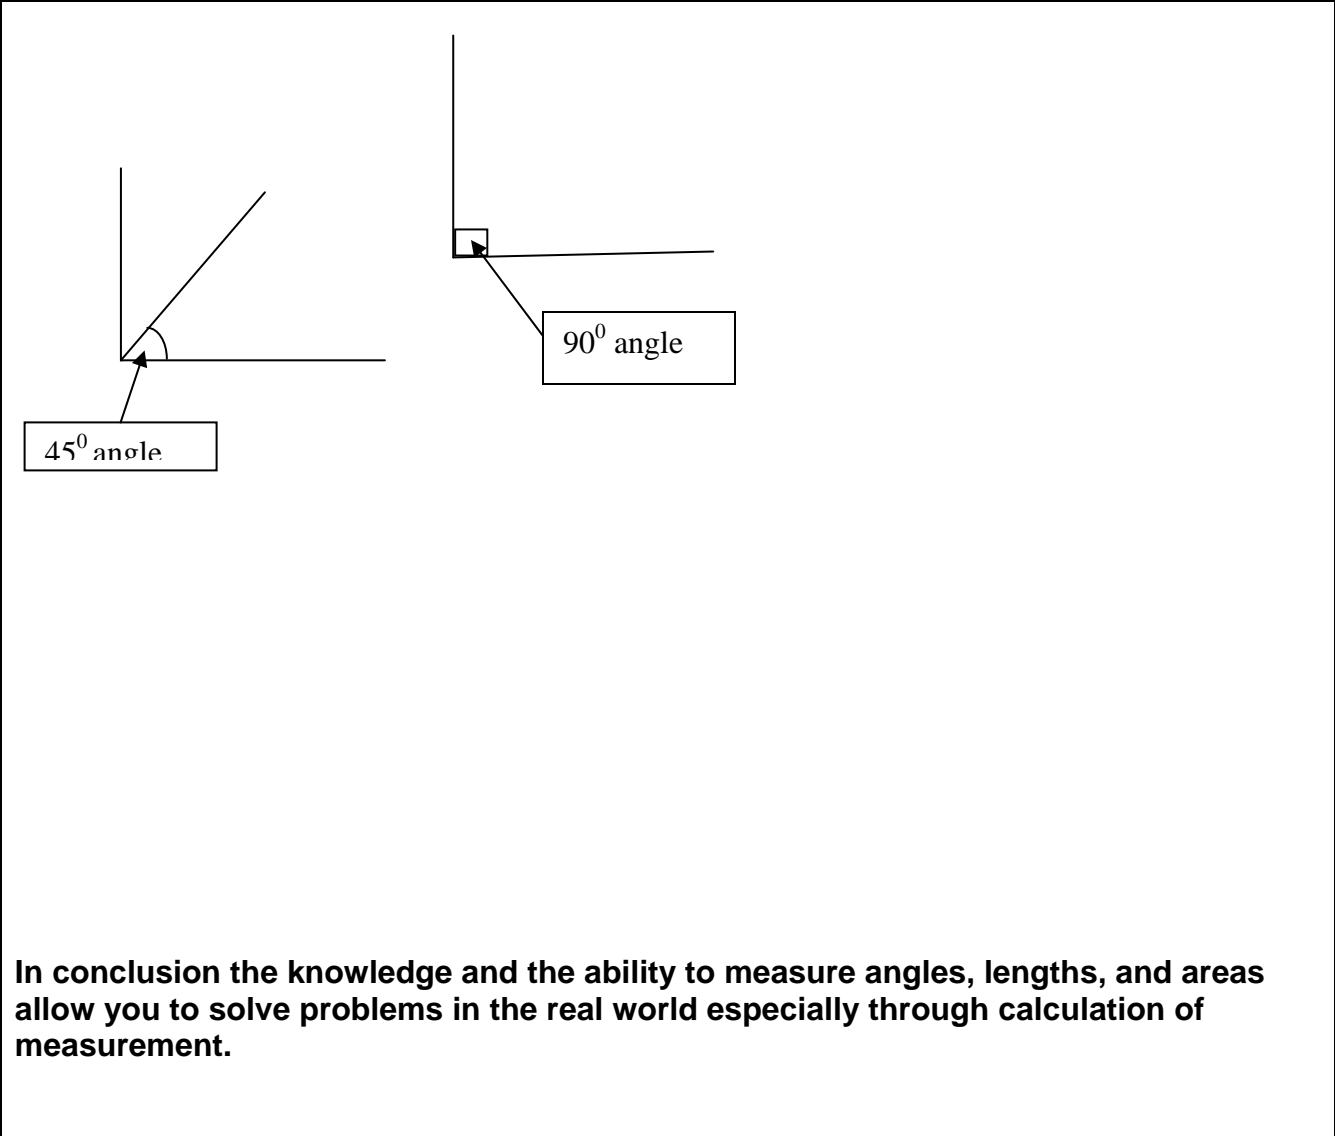 90⁰ angle
45⁰ angle
In conclusion the knowledge and the ability to measure angles, lengths, and areas
allow you to solve problems in the real world especially through calculation of
measurement.